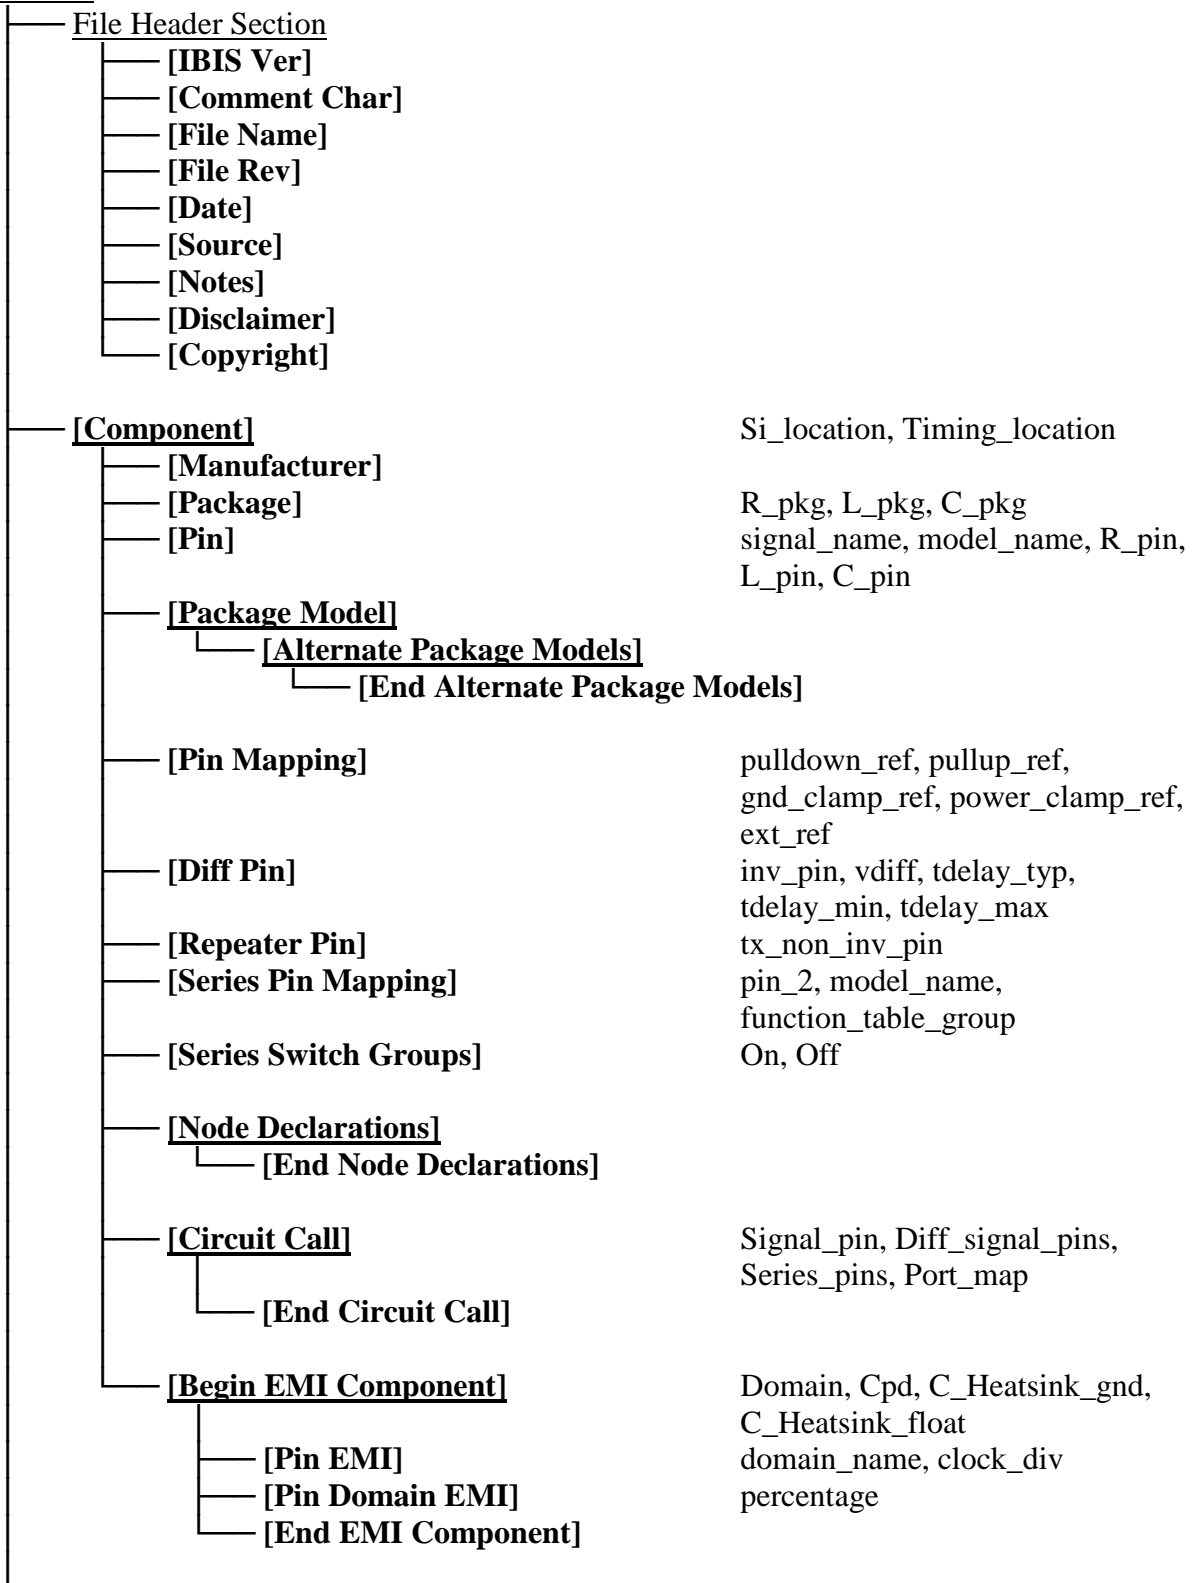 File Header Section
[IBIS Ver]
[Comment Char]
[File Name]
[File Rev]
[Date]
[Source]
[Notes]
[Disclaimer]
[Copyright]
[Component] Si_location, Timing_location
[Manufacturer]
[Package] R_pkg, L_pkg, C_pkg
[Pin] signal_name, model_name, R_pin,
L_pin, C_pin
[Package Model]
[Alternate Package Models]
[End Alternate Package Models]
[Pin Mapping] pulldown_ref, pullup_ref,
gnd_clamp_ref, power_clamp_ref,
ext_ref
[Diff Pin] inv_pin, vdiff, tdelay_typ,
tdelay_min, tdelay_max
[Repeater Pin] tx_non_inv_pin
[Series Pin Mapping] pin_2, model_name,
function_table_group
[Series Switch Groups] On, Off
[Node Declarations]
[End Node Declarations]
[Circuit Call] Signal_pin, Diff_signal_pins,
Series_pins, Port_map
[End Circuit Call]
[Begin EMI Component] Domain, Cpd, C_Heatsink_gnd,
C_Heatsink_float
[Pin EMI] domain_name, clock_div
[Pin Domain EMI] percentage
[End EMI Component]